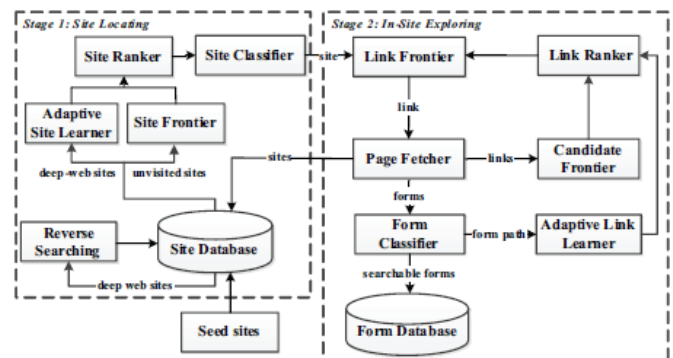 Stage 1: Site Locating
Stage 2: In-Site Exploring
Site Ranker
Site Classifier
site
Link Frontier
Link Ranker
link
Adaptive
Site Learner
Site Frontier
deep-web sites
unvisited sites
sites
Page Fetcher
links
Candidate
Frontier
forms
Reverse
Searching
Site Database
Form
Classifier
form path
Adaptive Link
Learner
deep web sites
searchable forms
Seed sites
Form Database